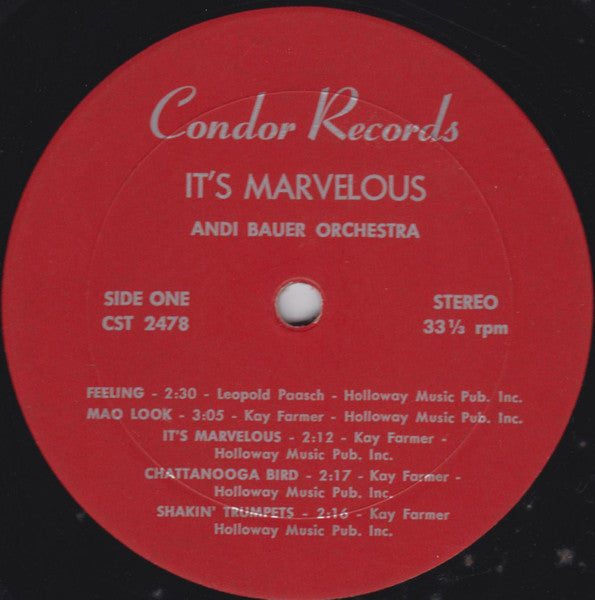 Condor Records
IT'S MARVELOUS
ANDI BAUER ORCHESTRA
SIDE ONE
CST 2478
STEREO
33⅓ rpm
FEELING - 2:30 - Leopold Paasch - Holloway Music Pub. Inc.
MAO LOOK - 3:05 - Kay Farmer - Holloway Music Pub. Inc.
IT'S MARVELOUS - 2:12 - Kay Farmer -
Holloway Music Pub. Inc.
CHATTANOOGA BIRD - 2:17 - Kay Farmer -
Holloway Music Pub. Inc.
SHAKIN' TRUMPETS - 2:16 - Kay Farmer
Holloway Music Pub. Inc.